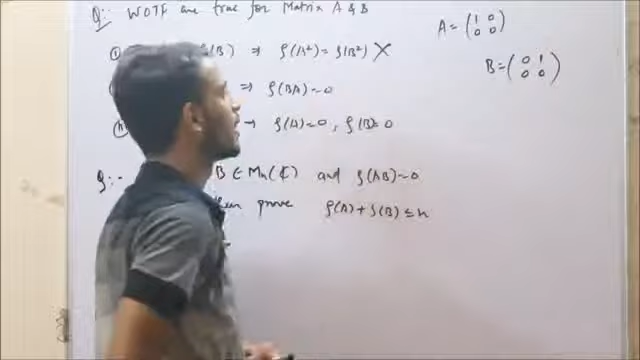 Q: WOTF are true for Matrix A & B
A = (1 0
0 0)
ρ(B) ⇒ ρ(A²) = ρ(B²) X
B = (0 1
0 0)
⇒ ρ(BA) = 0
ρ(A) = 0, ρ(B) = 0
B ∈ Mn(ℂ) and ρ(AB) = 0
prove ρ(A) + ρ(B) ≤ n